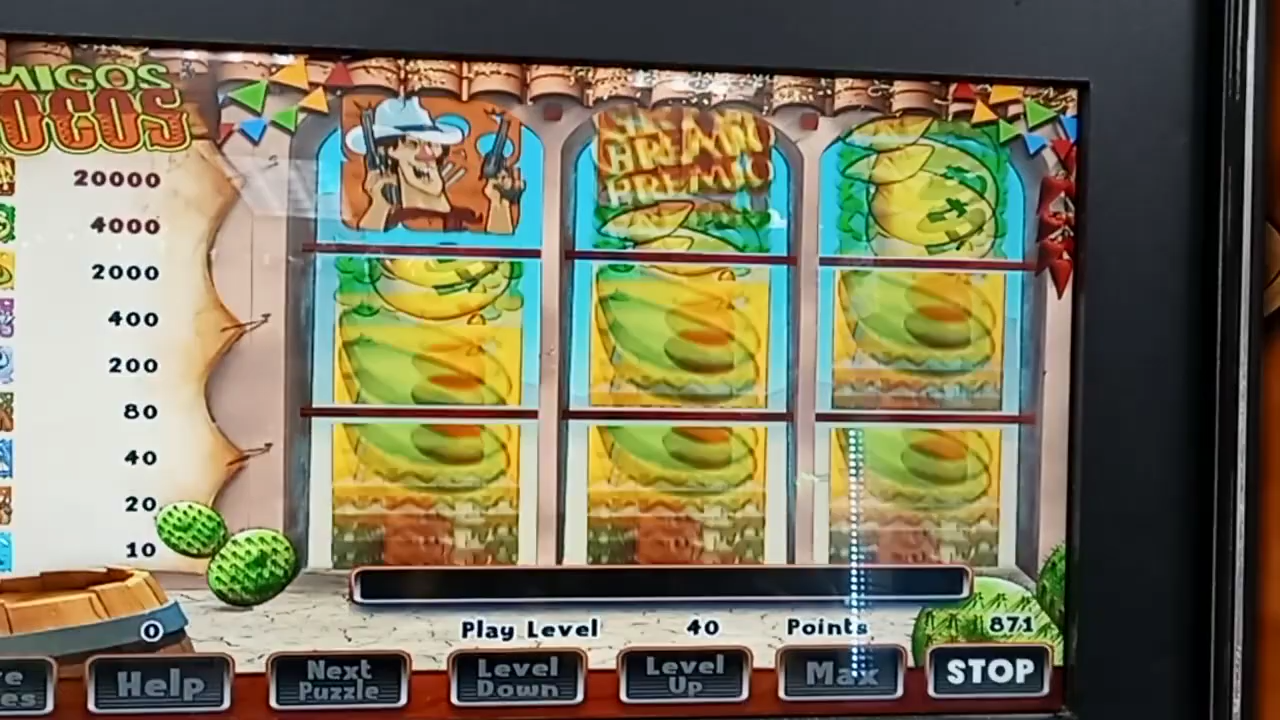 MIGOS
OCOS
20000
4000
2000
400
200
80
40
20
10
PREMIO
0
Play Level 40 Points 871
Help
Next
Puzzle
Level
Down
Level
Up
Max
STOP